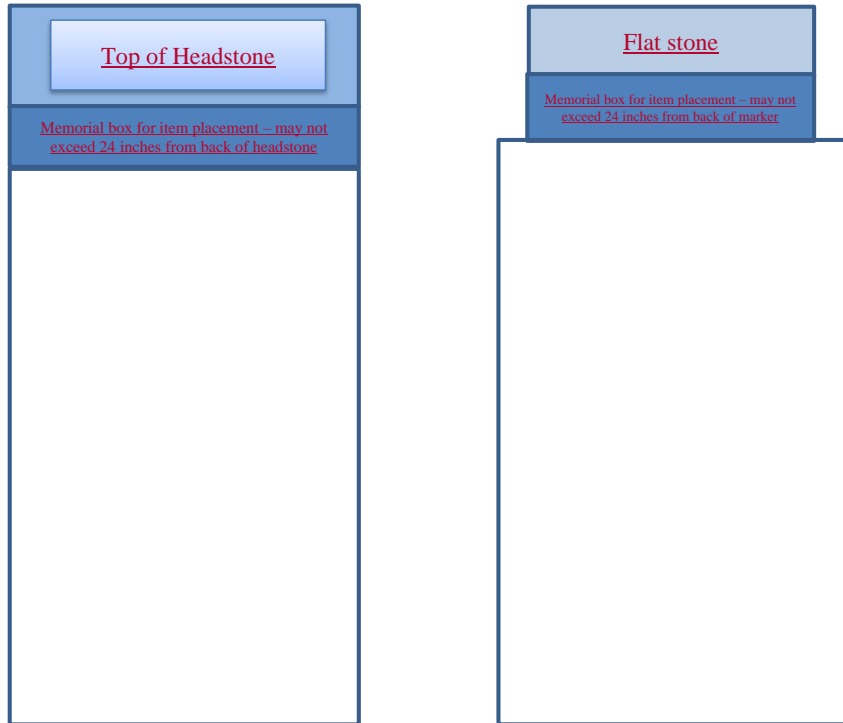 Top of Headstone
Memorial box for item placement – may not
exceed 24 inches from back of headstone
Flat stone
Memorial box for item placement – may not
exceed 24 inches from back of marker